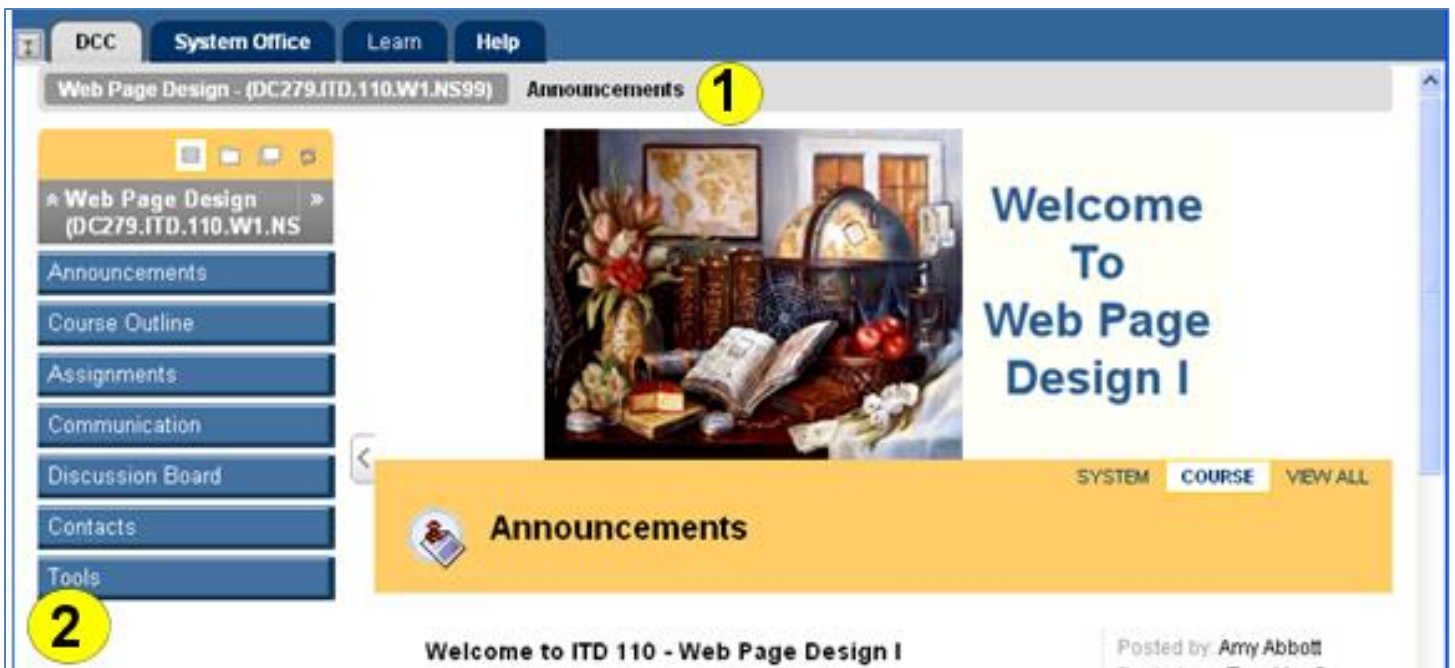 DCC System Office Learn Help
Web Page Design - (DC279.ITD.110.W1.NS99) Announcements 1
Web Page Design
(DC279.ITD.110.W1.NS
Announcements
Course Outline
Assignments
Communication
Discussion Board
Contacts
Tools
2
Welcome
To
Web Page
Design I
SYSTEM COURSE VIEW ALL
Announcements
Welcome to ITD 110 - Web Page Design I
Posted by: Amy Abbott